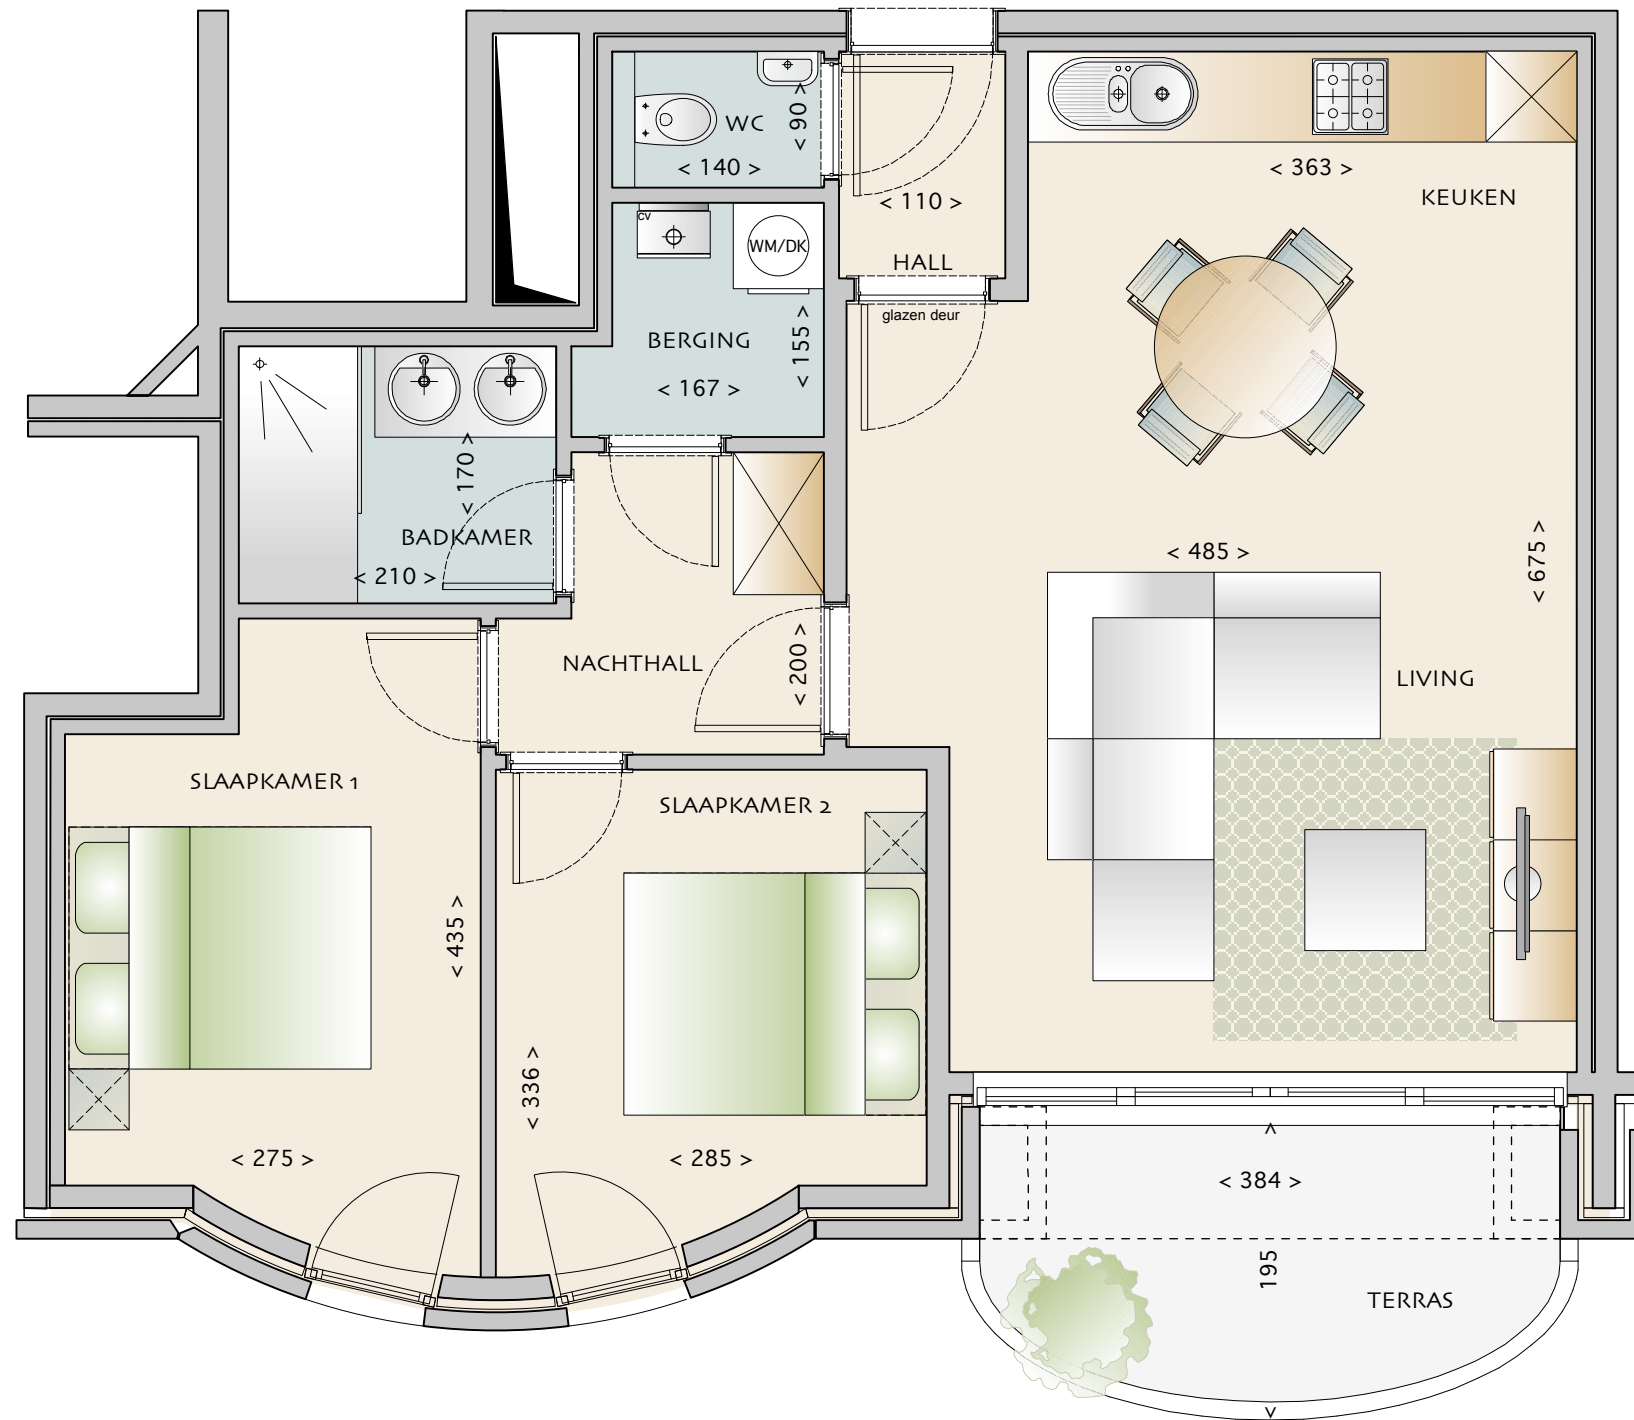 WC
< 90 >
< 140 >
< 363 >
KEUKEN
< 110 >
HALL
glazen deur
CV
WM/DK
BERGING
< 155 >
< 167 >
< 170 >
BADKAMER
< 210 >
< 485 >
< 675 >
NACHTHALL
< 200 >
LIVING
SLAAPKAMER 1
SLAAPKAMER 2
< 435 >
< 336 >
< 275 >
< 285 >
< 384 >
< 195 >
TERRAS